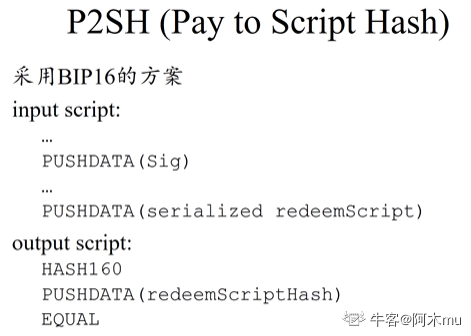 P2SH (Pay to Script Hash)
采用BIP16的方案
input script:
…
PUSHDATA(Sig)
…
PUSHDATA(serialized redeemScript)
output script:
HASH160
PUSHDATA(redeemScriptHash)
EQUAL
牛客@阿木mu